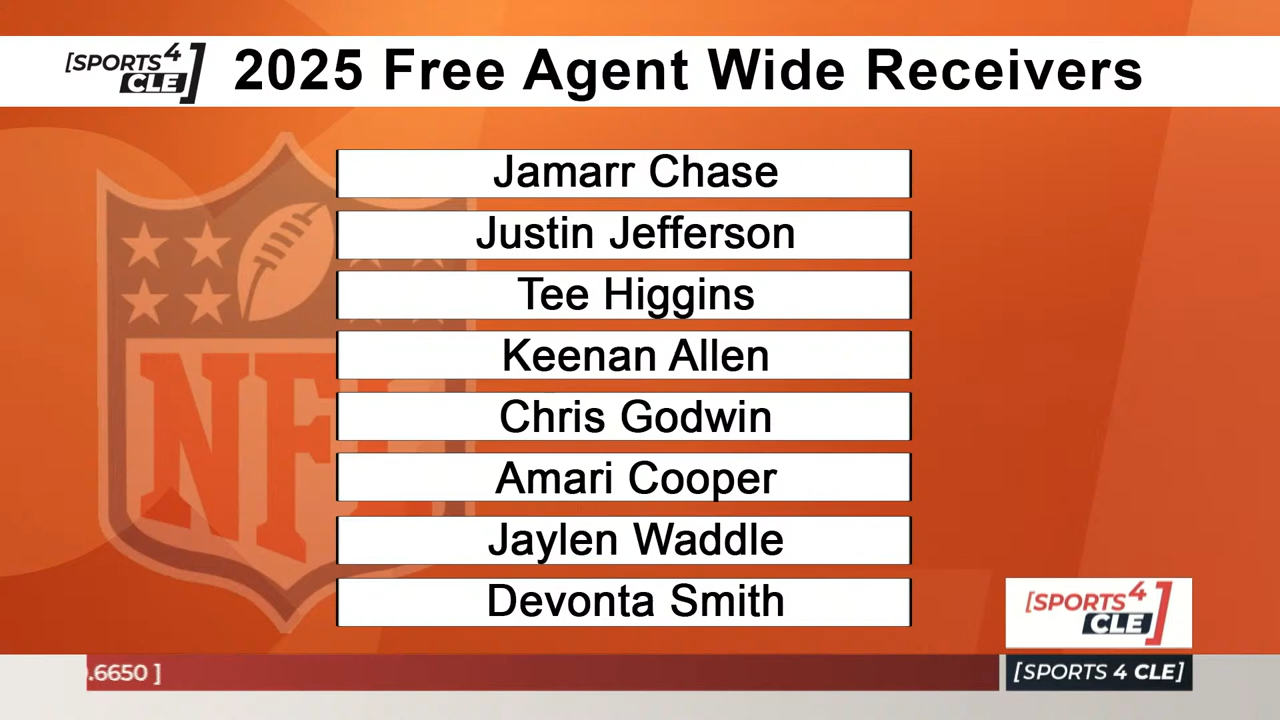 [SPORTS 4 CLE]
2025 Free Agent Wide Receivers
Jamarr Chase
Justin Jefferson
Tee Higgins
Keenan Allen
Chris Godwin
Amari Cooper
Jaylen Waddle
Devonta Smith
NFL
[SPORTS 4 CLE]
.6650 ]
[SPORTS 4 CLE]